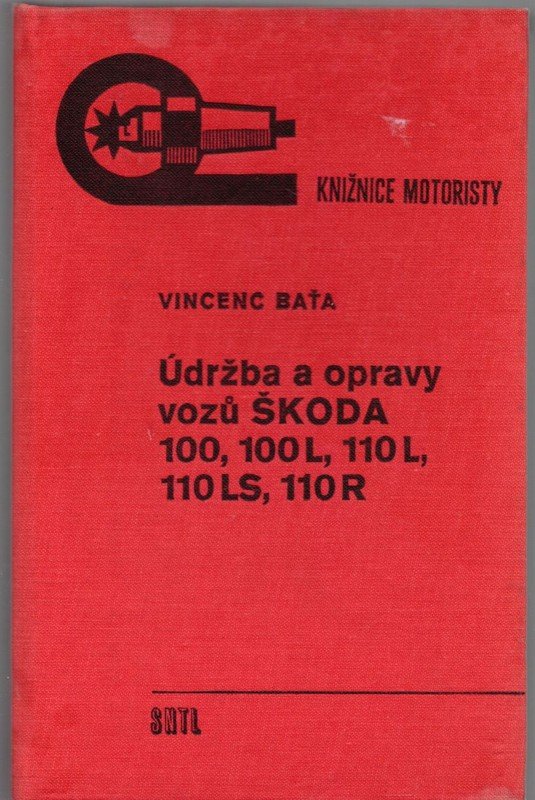 KNIŽNICE MOTORISTY
VINCENC BAŤA
Údržba a opravy
vozů ŠKODA
100, 100 L, 110 L,
110 LS, 110 R
SNTL